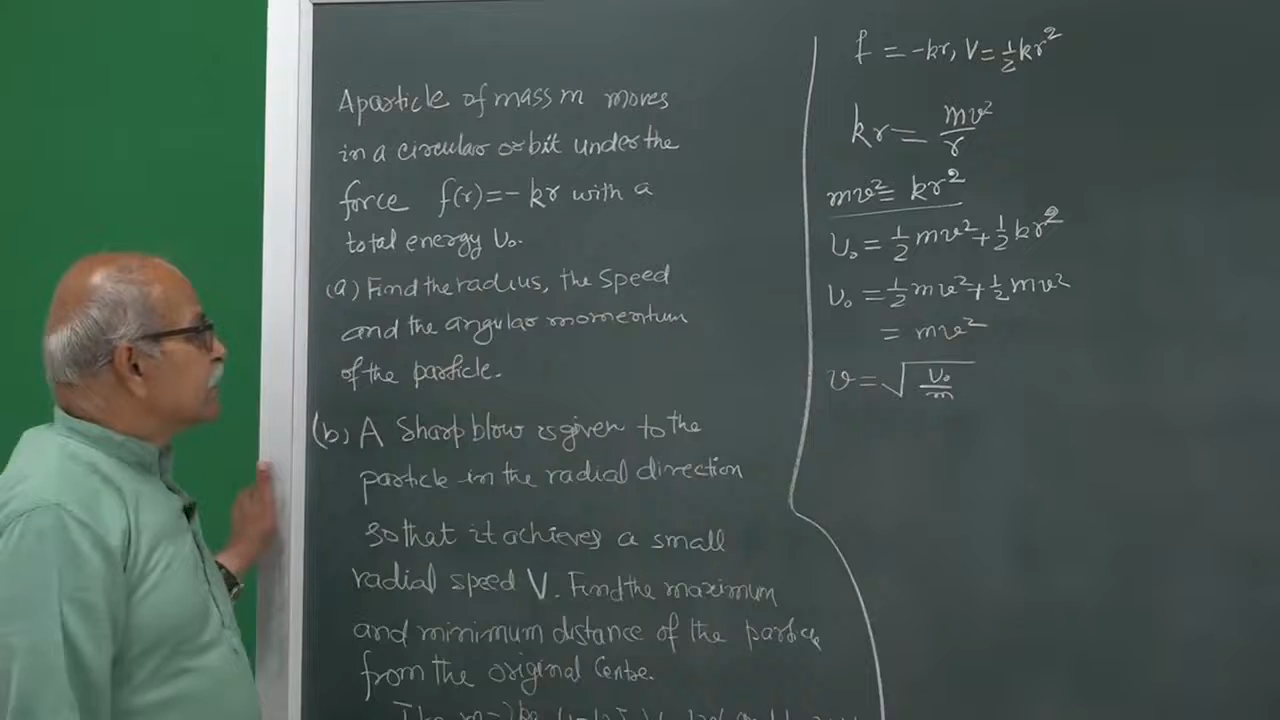 A particle of mass m moves
in a circular orbit under the
force f(r)=-kr with a
total energy U₀.
(a) Find the radius, the speed
and the angular momentum
of the particle.
(b) A Sharp blow is given to the
particle in the radial direction
so that it achieves a small
radial speed V. Find the maximum
and minimum distance of the particle
from the original Centre.
f = -kr, V = ½kr²
kr = mv²/r
mv² = kr²
U₀ = ½mv² + ½kr²
U₀ = ½mv² + ½mv²
= mv²
v = √(U₀/m)